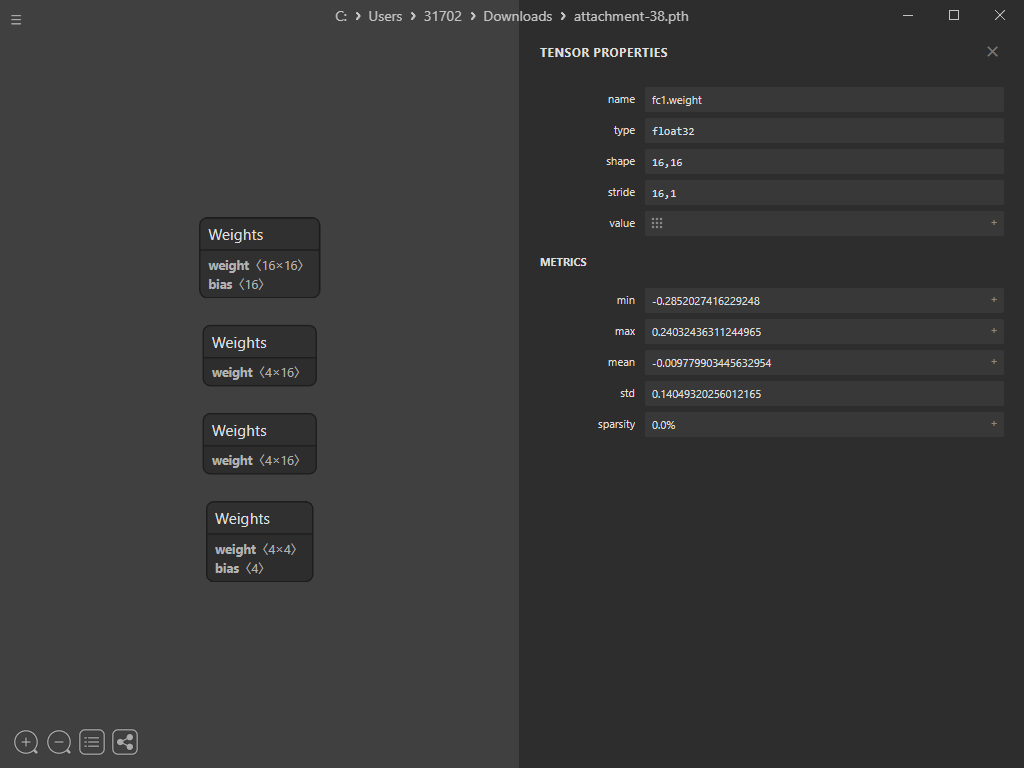 C: › Users › 31702 › Downloads › attachment-38.pth
Weights
weight 〈16×16〉
bias 〈16〉
Weights
weight 〈4×16〉
Weights
weight 〈4×16〉
Weights
weight 〈4×4〉
bias 〈4〉
TENSOR PROPERTIES
name fc1.weight
type float32
shape 16,16
stride 16,1
value +
METRICS
min -0.2852027416229248 +
max 0.24032436311244965 +
mean -0.009779903445632954 +
std 0.14049320256012165
sparsity 0.0% +